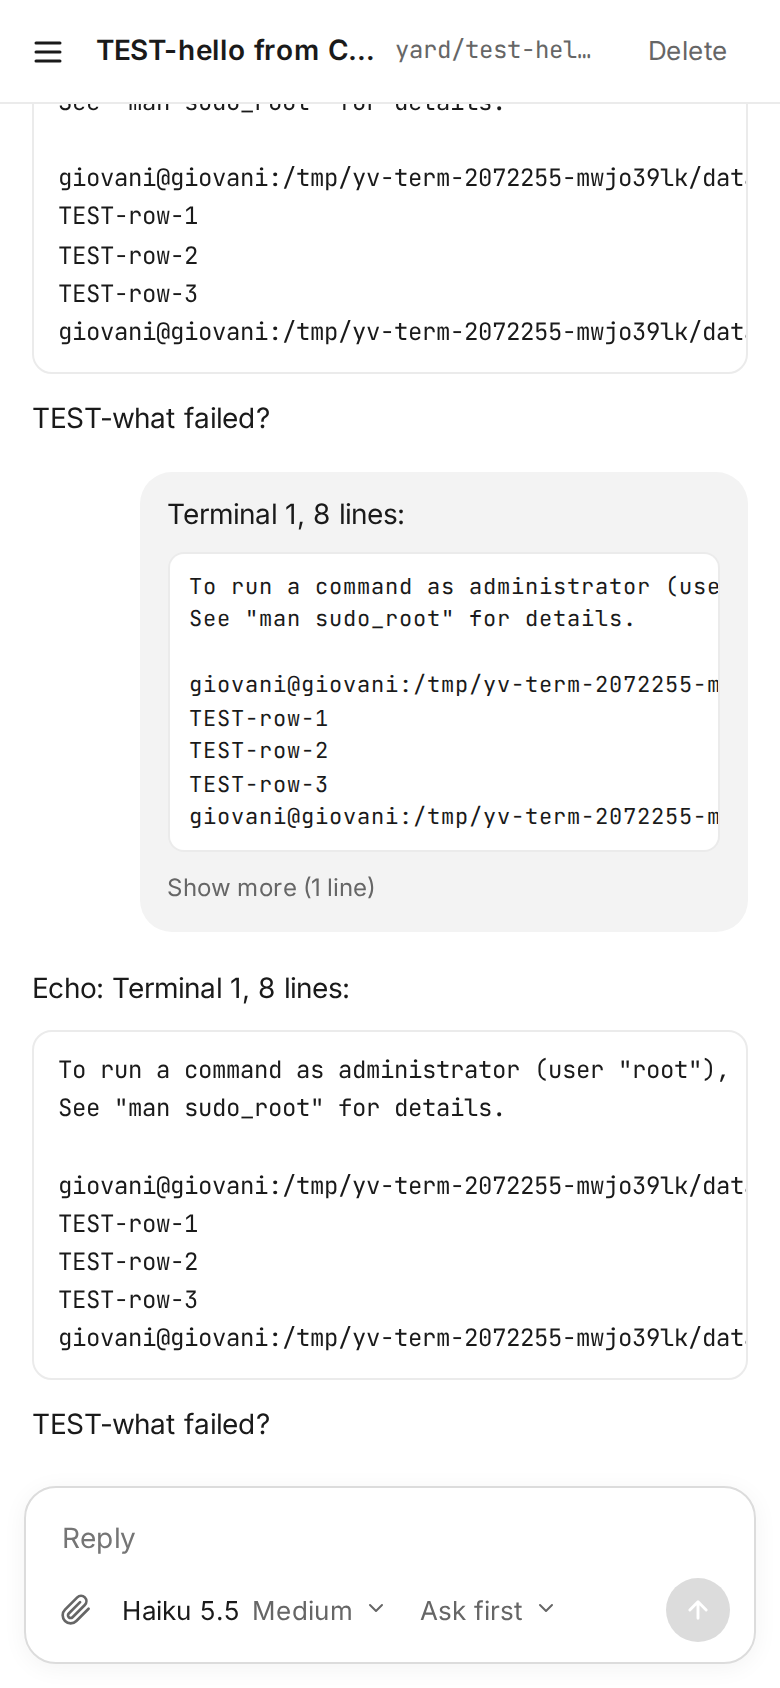 TEST-hello from C... yard/test-hel... Delete
See "man sudo_root" for details.
giovani@giovani:/tmp/yv-term-2072255-mwjo39lk/dat
TEST-row-1
TEST-row-2
TEST-row-3
giovani@giovani:/tmp/yv-term-2072255-mwjo39lk/dat
TEST-what failed?
Terminal 1, 8 lines:
To run a command as administrator (use
See "man sudo_root" for details.
giovani@giovani:/tmp/yv-term-2072255-m
TEST-row-1
TEST-row-2
TEST-row-3
giovani@giovani:/tmp/yv-term-2072255-m
Show more (1 line)
Echo: Terminal 1, 8 lines:
To run a command as administrator (user "root"),
See "man sudo_root" for details.
giovani@giovani:/tmp/yv-term-2072255-mwjo39lk/dat
TEST-row-1
TEST-row-2
TEST-row-3
giovani@giovani:/tmp/yv-term-2072255-mwjo39lk/dat
TEST-what failed?
Reply
Haiku 5.5 Medium Ask first